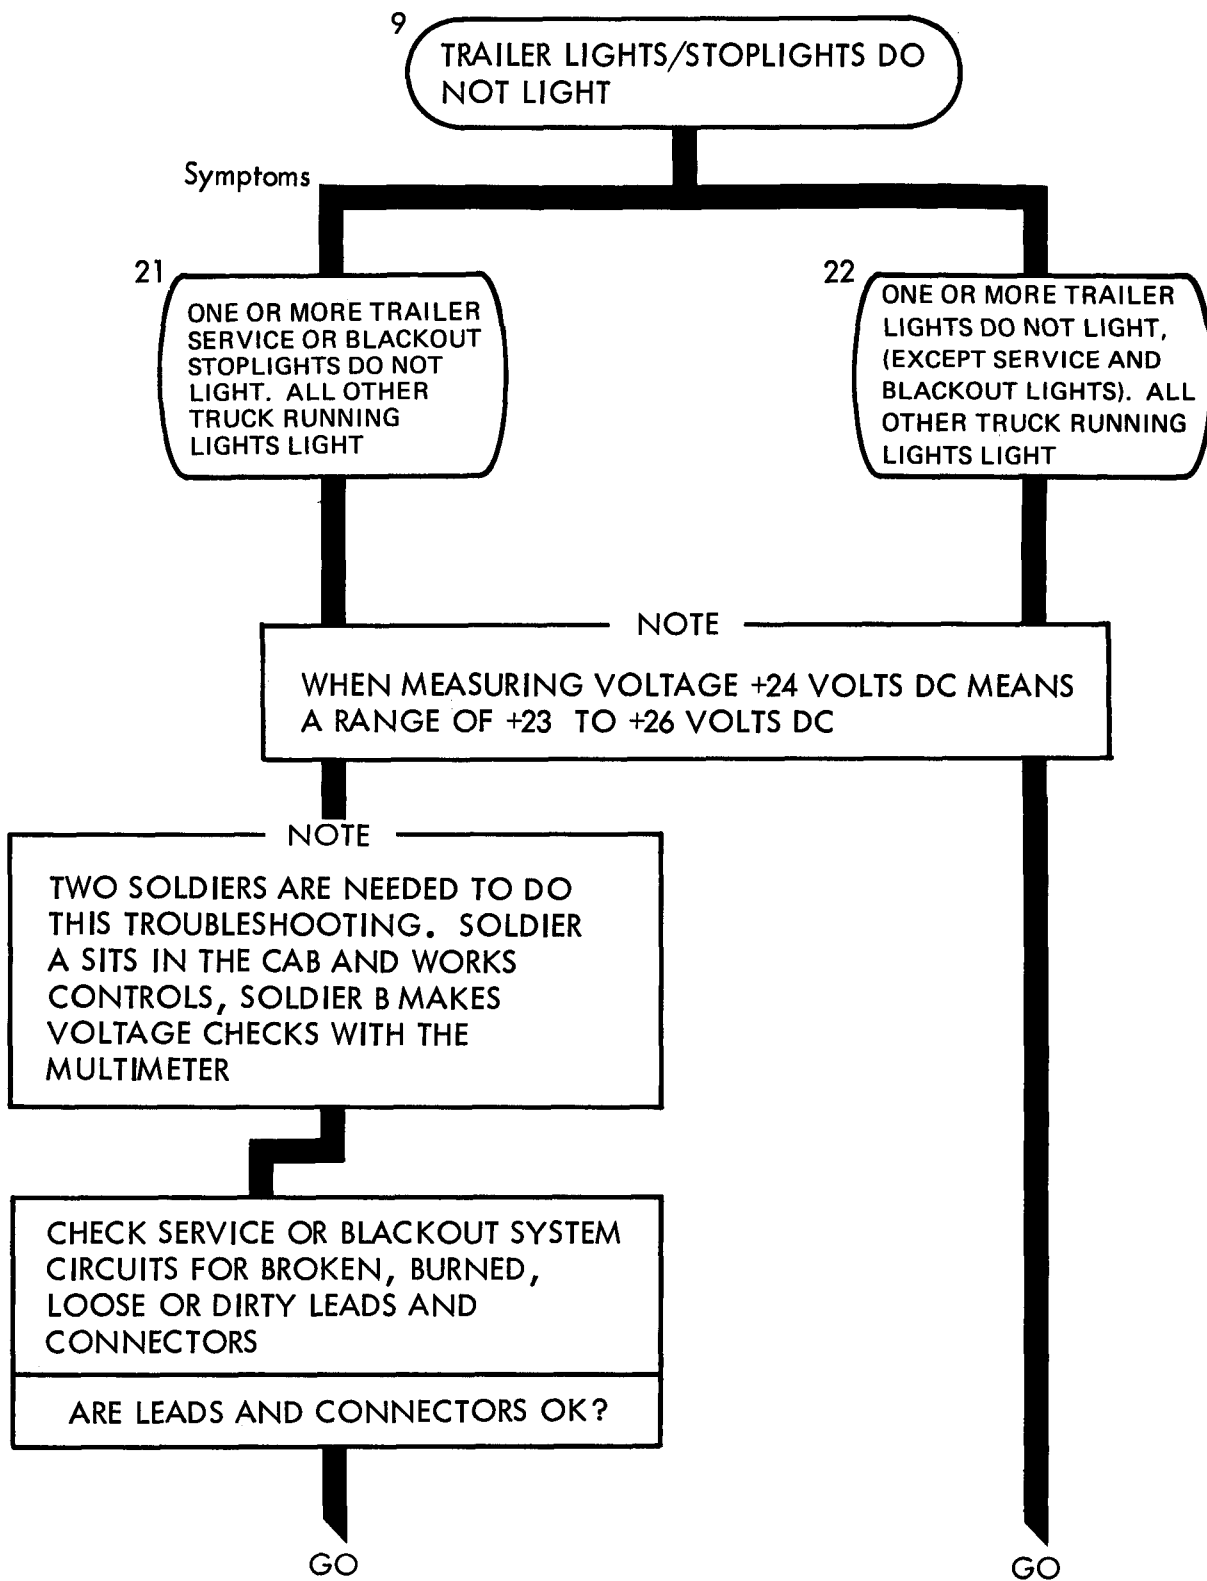 9
TRAILER LIGHTS/STOPLIGHTS DO
NOT LIGHT
Symptoms
21
ONE OR MORE TRAILER
SERVICE OR BLACKOUT
STOPLIGHTS DO NOT
LIGHT. ALL OTHER
TRUCK RUNNING
LIGHTS LIGHT
22
ONE OR MORE TRAILER
LIGHTS DO NOT LIGHT,
(EXCEPT SERVICE AND
BLACKOUT LIGHTS). ALL
OTHER TRUCK RUNNING
LIGHTS LIGHT
NOTE
WHEN MEASURING VOLTAGE +24 VOLTS DC MEANS
A RANGE OF +23 TO +26 VOLTS DC
NOTE
TWO SOLDIERS ARE NEEDED TO DO
THIS TROUBLESHOOTING. SOLDIER
A SITS IN THE CAB AND WORKS
CONTROLS, SOLDIER B MAKES
VOLTAGE CHECKS WITH THE
MULTIMETER
CHECK SERVICE OR BLACKOUT SYSTEM
CIRCUITS FOR BROKEN, BURNED,
LOOSE OR DIRTY LEADS AND
CONNECTORS
ARE LEADS AND CONNECTORS OK?
GO
GO